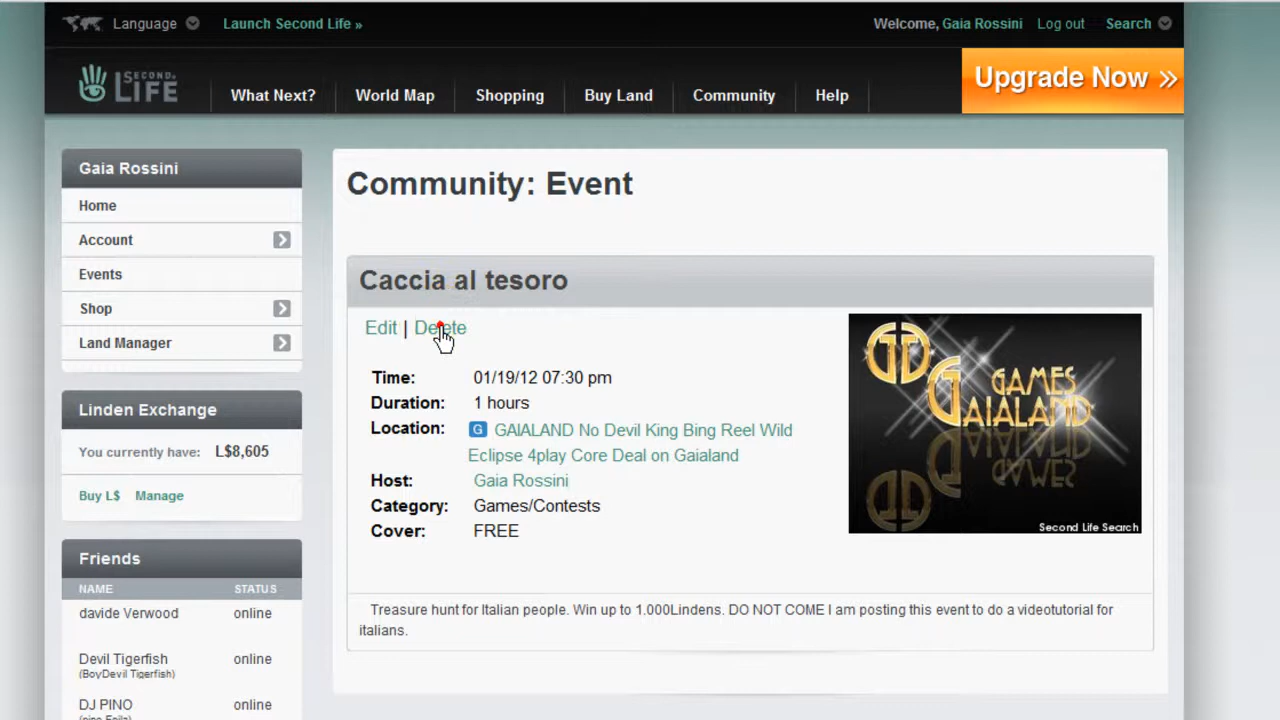 Language
Launch Second Life »
Welcome, Gaia Rossini
Log out
Search
SECOND LIFE
What Next?
World Map
Shopping
Buy Land
Community
Help
Upgrade Now »
Gaia Rossini
Home
Account
Events
Shop
Land Manager
Linden Exchange
You currently have: L$8,605
Buy L$ Manage
Friends
NAME STATUS
davide Verwood online
Devil Tigerfish online
(BoyDevil Tigerfish)
DJ PINO online
Community: Event
Caccia al tesoro
Edit | Delete
Time: 01/19/12 07:30 pm
Duration: 1 hours
Location: G GAIALAND No Devil King Bing Reel Wild
Eclipse 4play Core Deal on Gaialand
Host: Gaia Rossini
Category: Games/Contests
Cover: FREE
GAMES
GAIALAND
Second Life Search
Treasure hunt for Italian people. Win up to 1.000Lindens. DO NOT COME I am posting this event to do a videotutorial for
italians.